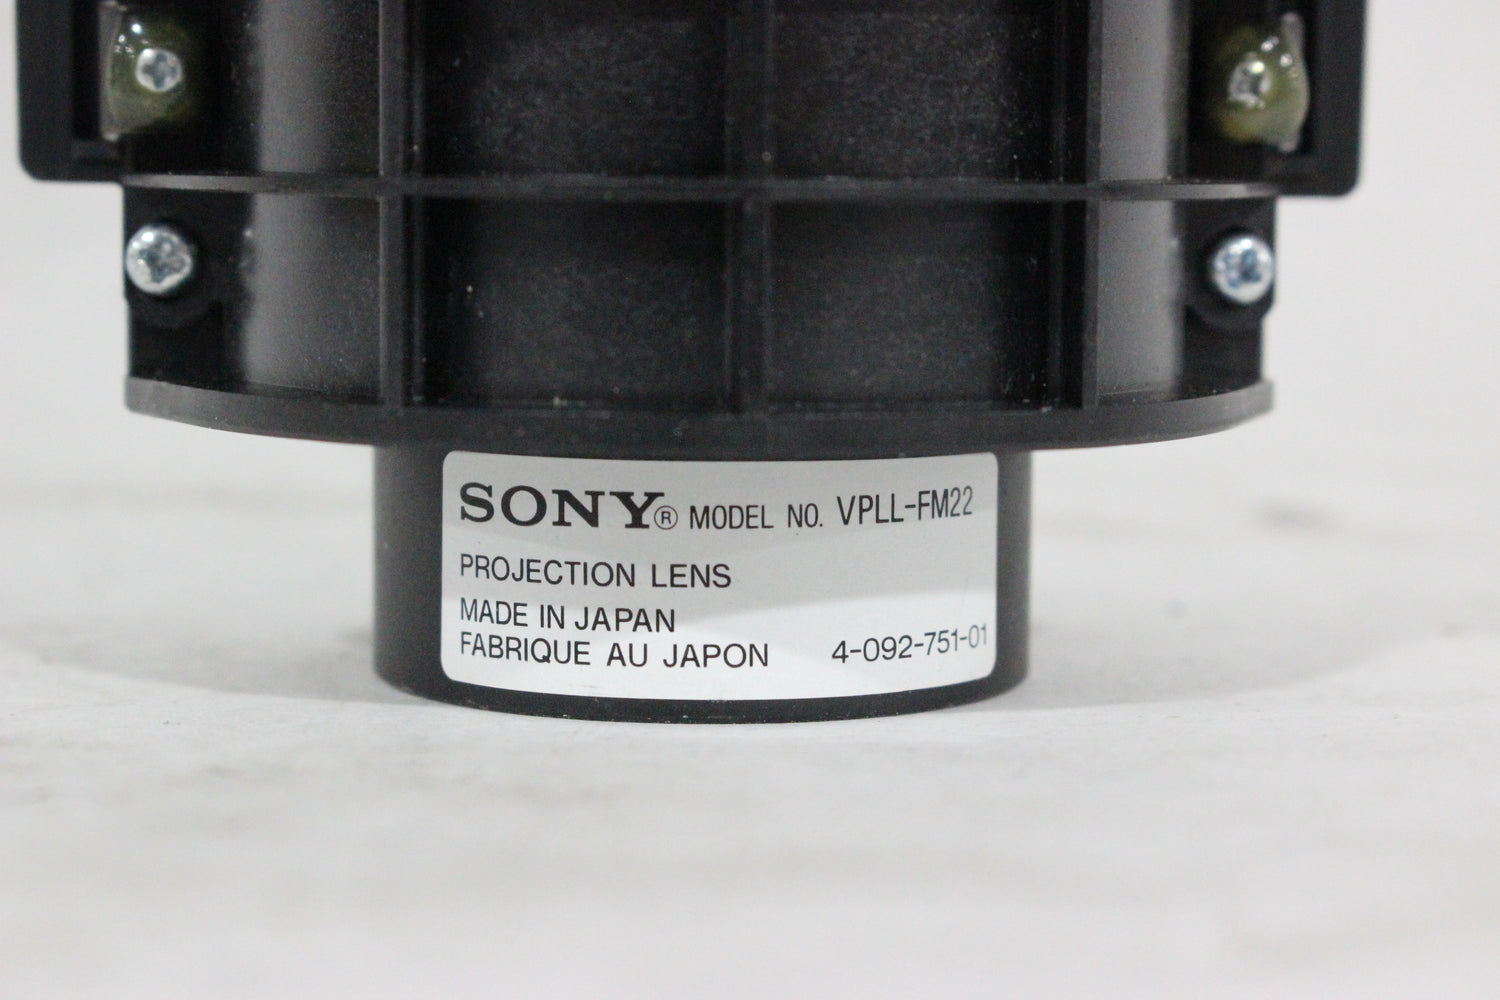 SONY® MODEL NO. VPLL-FM22
PROJECTION LENS
MADE IN JAPAN
FABRIQUE AU JAPON 4-092-751-01